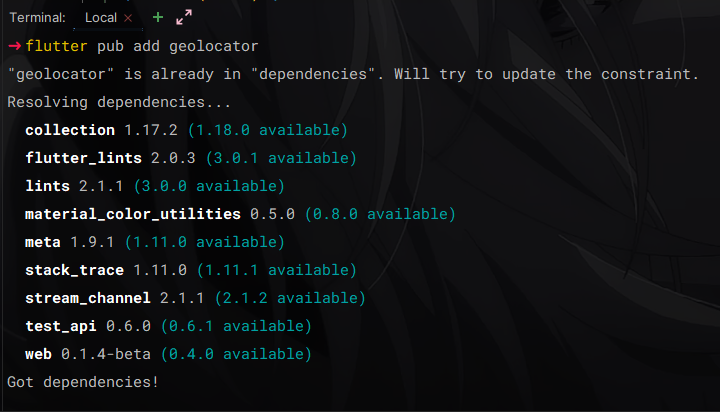 Terminal: Local × +
→ flutter pub add geolocator
"geolocator" is already in "dependencies". Will try to update the constraint.
Resolving dependencies...
collection 1.17.2 (1.18.0 available)
flutter_lints 2.0.3 (3.0.1 available)
lints 2.1.1 (3.0.0 available)
material_color_utilities 0.5.0 (0.8.0 available)
meta 1.9.1 (1.11.0 available)
stack_trace 1.11.0 (1.11.1 available)
stream_channel 2.1.1 (2.1.2 available)
test_api 0.6.0 (0.6.1 available)
web 0.1.4-beta (0.4.0 available)
Got dependencies!